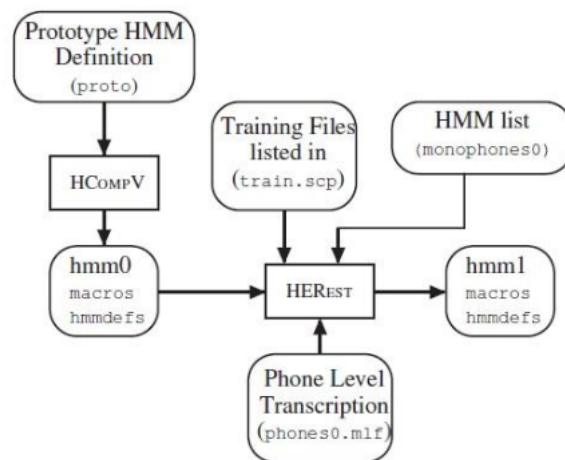 Prototype HMM
Definition
(proto)
HCOMPV
Training Files
listed in
(train.scp)
HMM list
(monophones0)
hmm0
macros
hmmdefs
HEREST
hmm1
macros
hmmdefs
Phone Level
Transcription
(phones0.mlf)